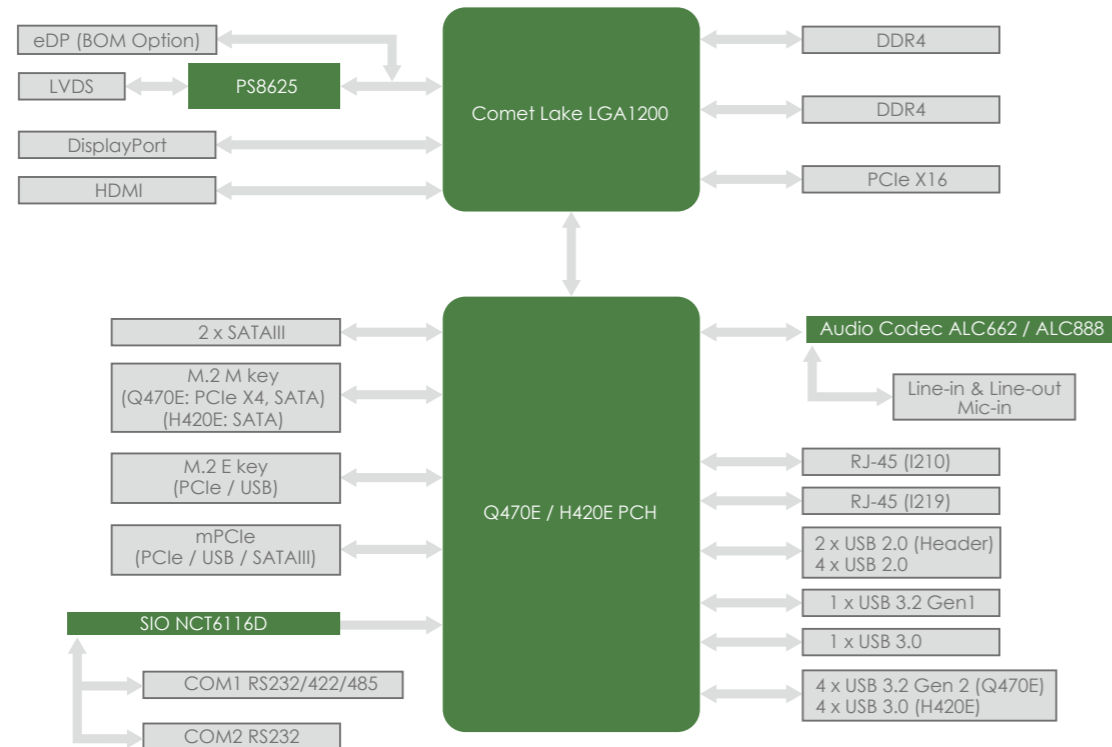 eDP (BOM Option)
LVDS
PS8625
DisplayPort
HDMI
Comet Lake LGA1200
DDR4
DDR4
PCIe X16
2 x SATAIII
M.2 M key
(Q470E: PCIe X4, SATA)
(H420E: SATA)
M.2 E key
(PCIe / USB)
mPCIe
(PCIe / USB / SATAIII)
SIO NCT6116D
COM1 RS232/422/485
COM2 RS232
Q470E / H420E PCH
Audio Codec ALC662 / ALC888
Line-in & Line-out
Mic-in
RJ-45 (I210)
RJ-45 (I219)
2 x USB 2.0 (Header)
4 x USB 2.0
1 x USB 3.2 Gen1
1 x USB 3.0
4 x USB 3.2 Gen 2 (Q470E)
4 x USB 3.0 (H420E)